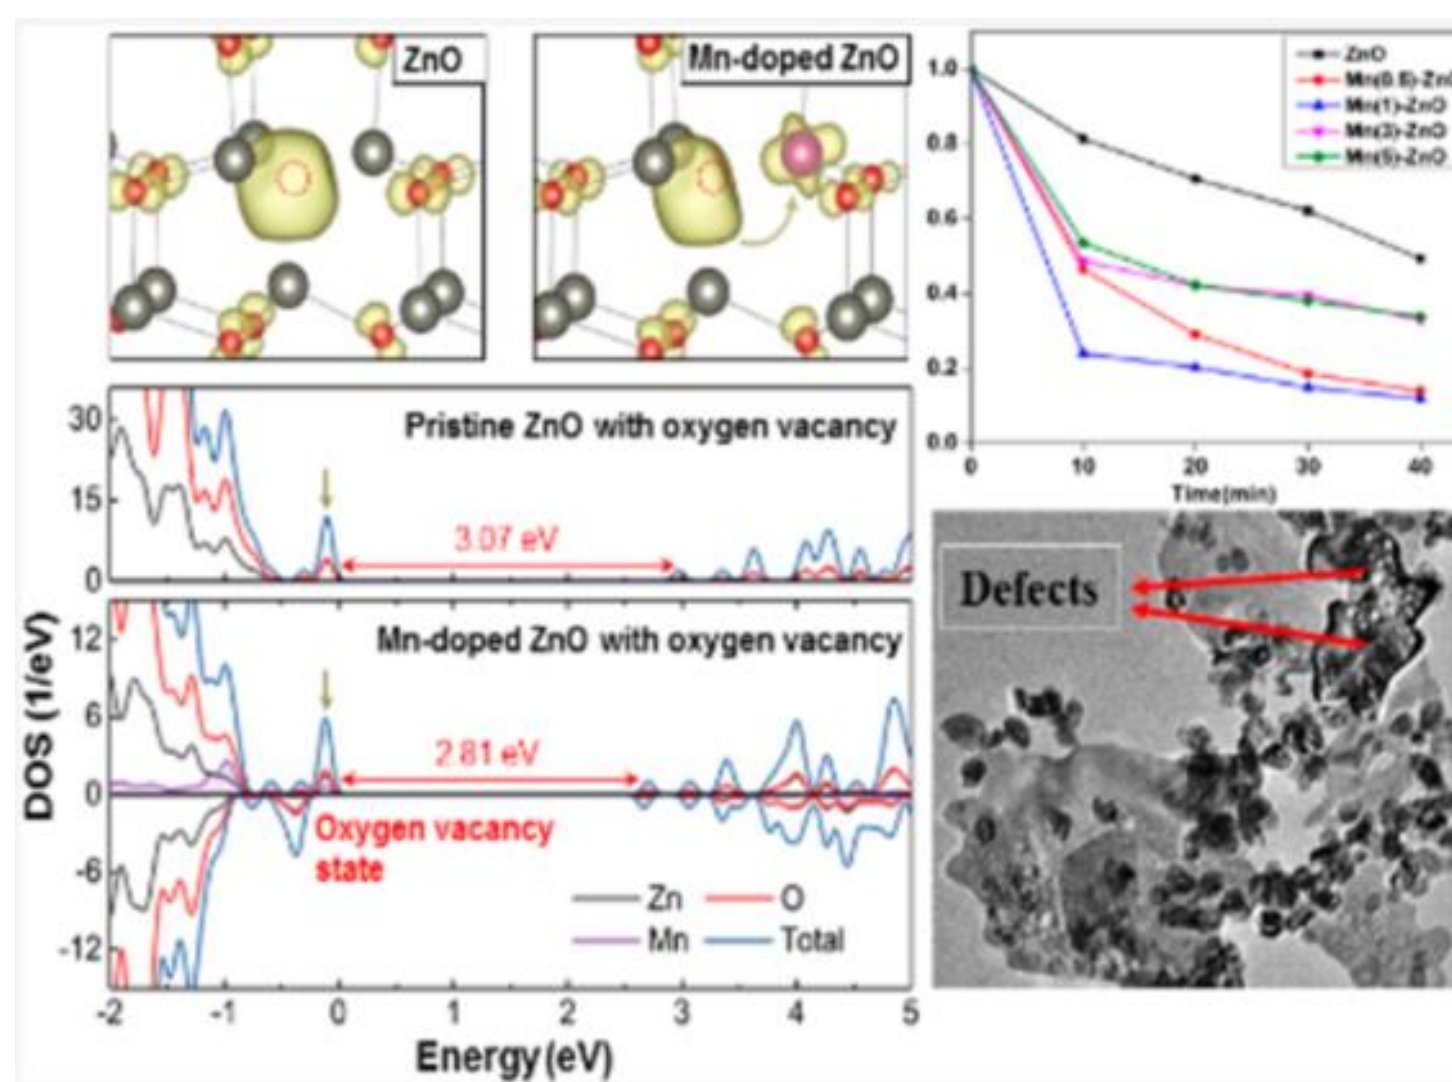 ZnO
Mn-doped ZnO
1.0
0.8
0.6
0.4
0.2
0.0
0
10
20
30
40
Time(min)
ZnO
Mn(0.5)-ZnO
Mn(1)-ZnO
Mn(3)-ZnO
Mn(5)-ZnO
30
15
0
Pristine ZnO with oxygen vacancy
3.07 eV
DOS (1/eV)
12
6
0
-6
-12
Mn-doped ZnO with oxygen vacancy
2.81 eV
Oxygen vacancy
state
Zn
O
Mn
Total
-2
-1
0
1
2
3
4
5
Energy (eV)
Defects